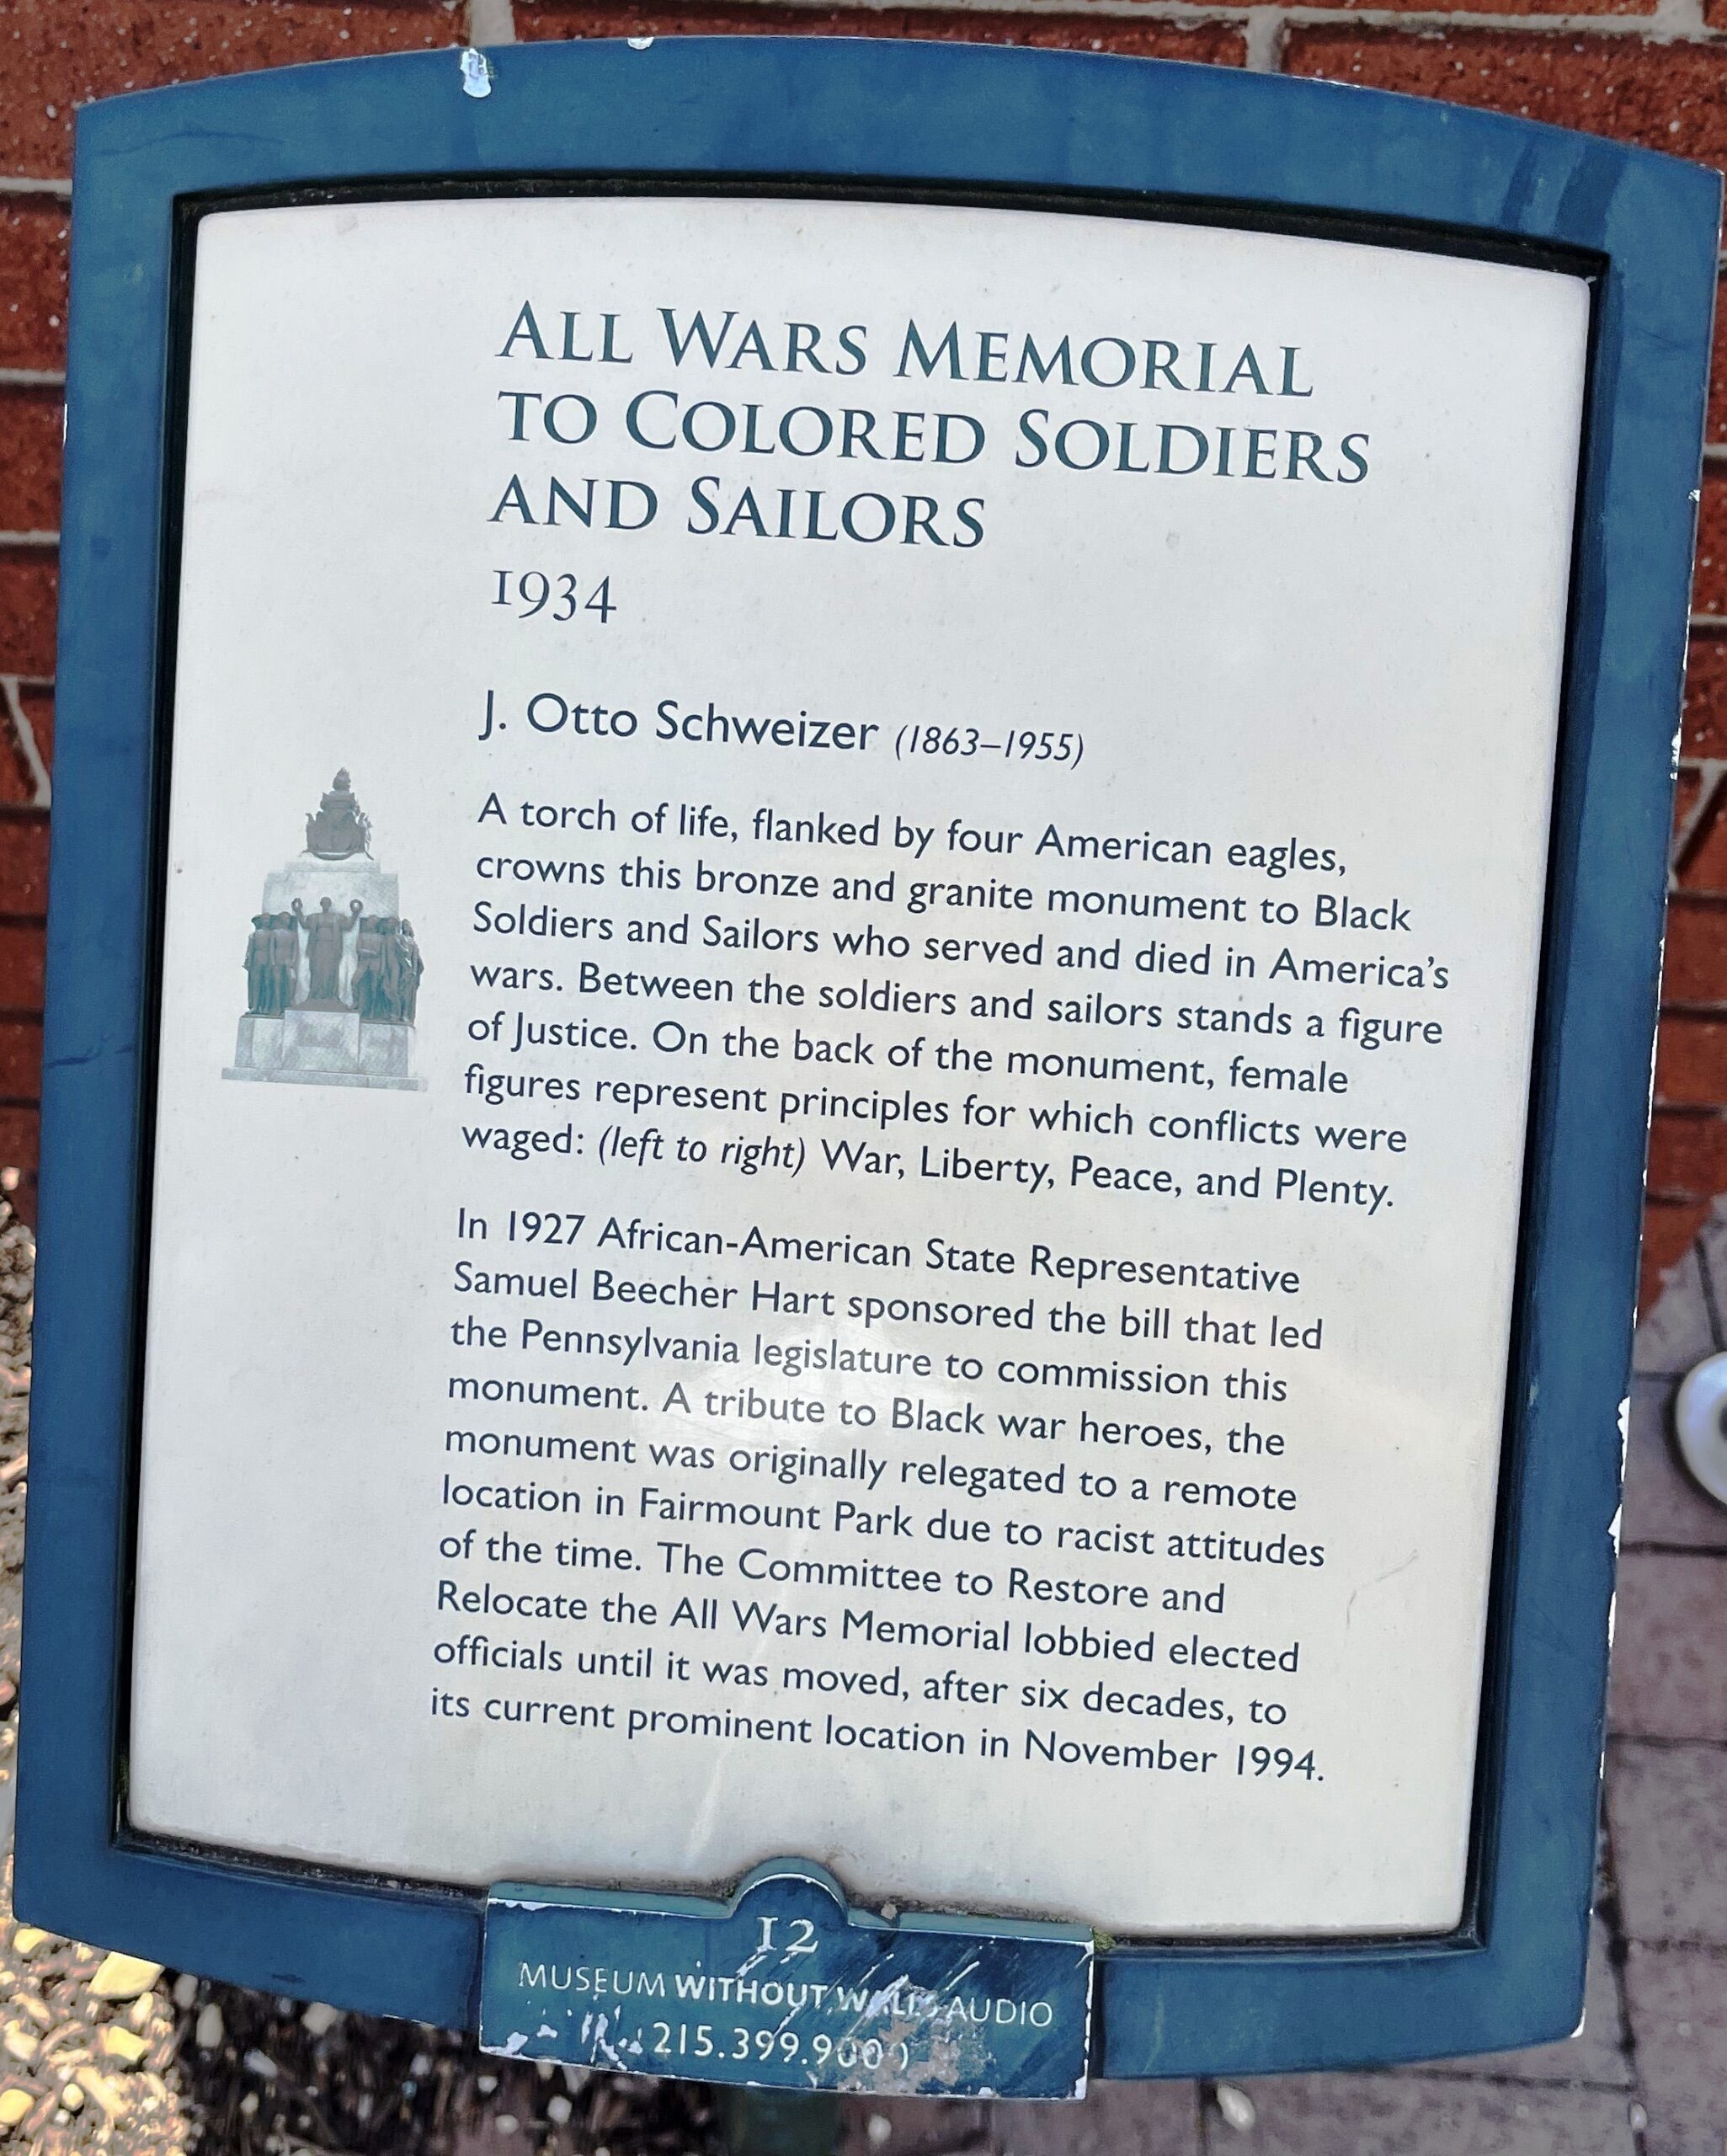 ALL WARS MEMORIAL
TO COLORED SOLDIERS
AND SAILORS
1934
J. Otto Schweizer (1863–1955)
A torch of life, flanked by four American eagles,
crowns this bronze and granite monument to Black
Soldiers and Sailors who served and died in America's
wars. Between the soldiers and sailors stands a figure
of Justice. On the back of the monument, female
figures represent principles for which conflicts were
waged: (left to right) War, Liberty, Peace, and Plenty.
In 1927 African-American State Representative
Samuel Beecher Hart sponsored the bill that led
the Pennsylvania legislature to commission this
monument. A tribute to Black war heroes, the
monument was originally relegated to a remote
location in Fairmount Park due to racist attitudes
of the time. The Committee to Restore and
Relocate the All Wars Memorial lobbied elected
officials until it was moved, after six decades, to
its current prominent location in November 1994.
12
MUSEUM WITHOUT WALLS AUDIO
215.399.9000